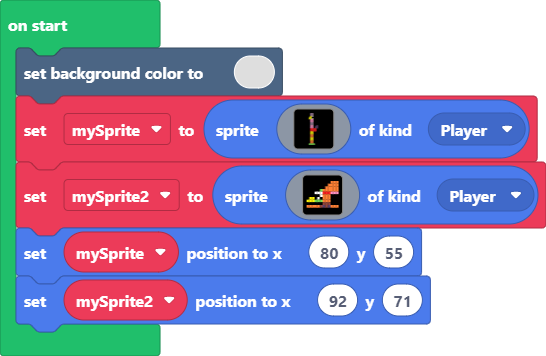 on start
set background color to
set mySprite to sprite of kind Player
set mySprite2 to sprite of kind Player
set mySprite position to x 80 y 55
set mySprite2 position to x 92 y 71